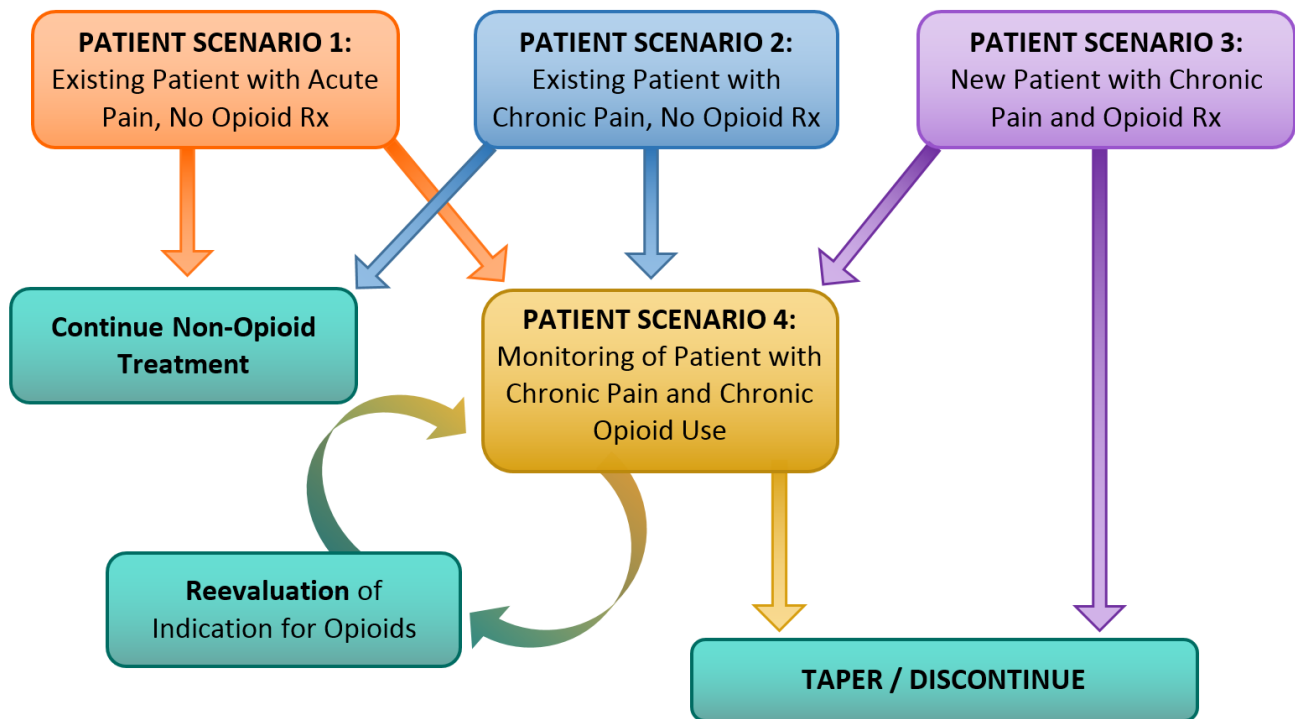 PATIENT SCENARIO 1:
Existing Patient with Acute
Pain, No Opioid Rx
PATIENT SCENARIO 2:
Existing Patient with
Chronic Pain, No Opioid Rx
PATIENT SCENARIO 3:
New Patient with Chronic
Pain and Opioid Rx
Continue Non-Opioid
Treatment
PATIENT SCENARIO 4:
Monitoring of Patient with
Chronic Pain and Chronic
Opioid Use
Reevaluation of
Indication for Opioids
TAPER / DISCONTINUE